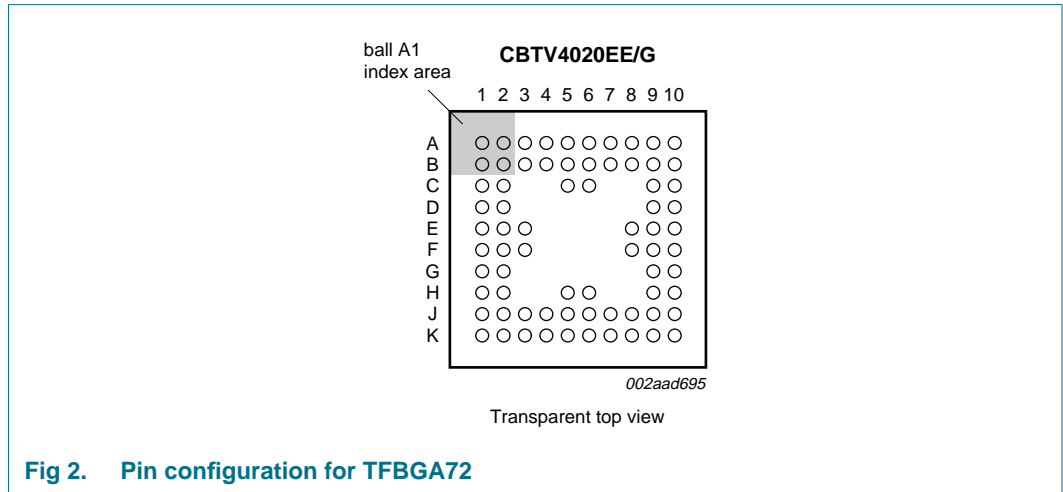 ball A1
index area
CBTV4020EE/G
1 2 3 4 5 6 7 8 9 10
A
B
C
D
E
F
G
H
J
K
002aad695
Transparent top view
Fig 2. Pin configuration for TFBGA72